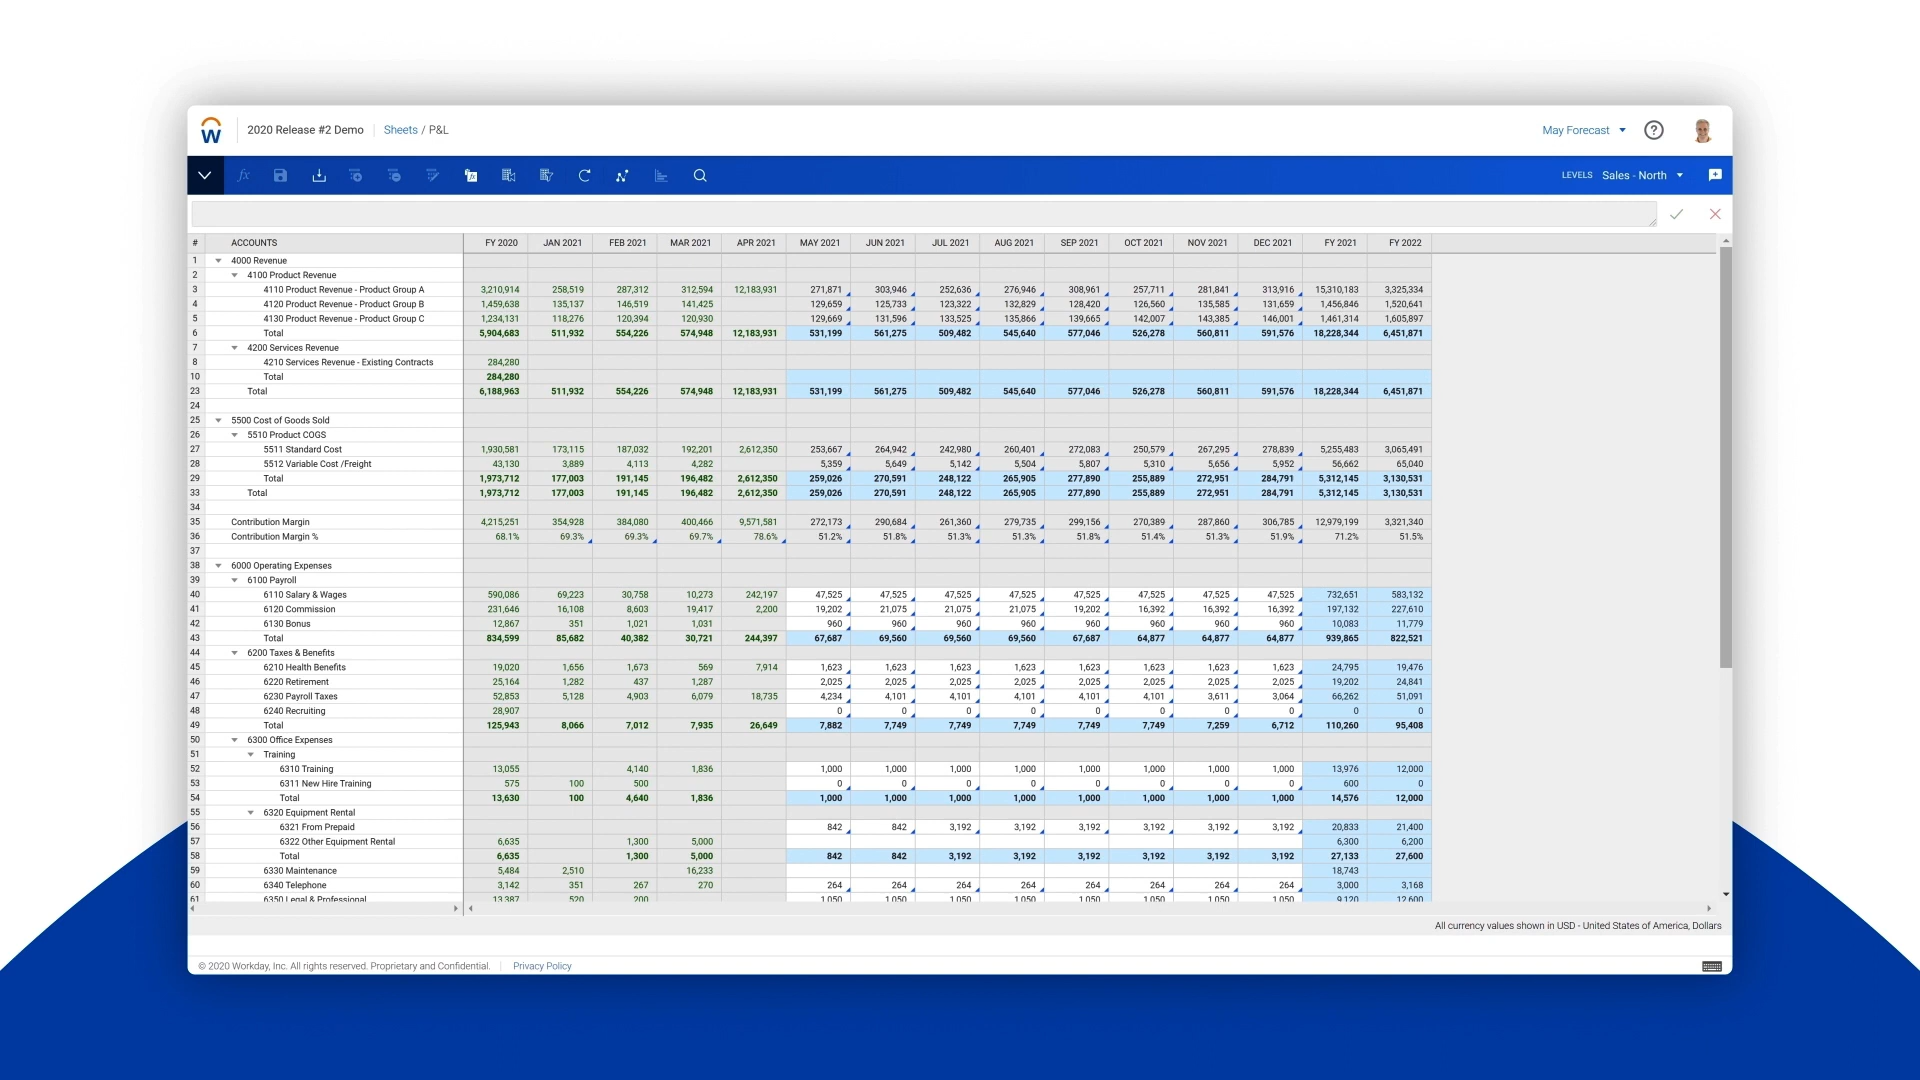 W 2020 Release #2 Demo Sheets / P&L May Forecast ?
fx LEVELS Sales - North
# ACCOUNTS FY 2020 JAN 2021 FEB 2021 MAR 2021 APR 2021 MAY 2021 JUN 2021 JUL 2021 AUG 2021 SEP 2021 OCT 2021 NOV 2021 DEC 2021 FY 2021 FY 2022
1 4000 Revenue
2 4100 Product Revenue
3 4110 Product Revenue - Product Group A 3,210,914 258,519 287,312 312,594 12,183,931 271,871 303,946 252,636 276,946 308,961 257,711 281,841 313,916 15,310,183 3,325,334
4 4120 Product Revenue - Product Group B 1,459,638 135,137 146,519 141,425 129,659 125,733 123,322 132,829 128,420 126,560 135,585 131,659 1,456,846 1,520,641
5 4130 Product Revenue - Product Group C 1,234,131 118,276 120,394 120,930 129,669 131,596 133,525 135,866 139,665 142,007 143,385 146,001 1,461,314 1,605,897
6 Total 5,904,683 511,932 554,226 574,948 12,183,931 531,199 561,275 509,482 545,640 577,046 526,278 560,811 591,576 18,228,344 6,451,871
7 4200 Services Revenue
8 4210 Services Revenue - Existing Contracts 284,280
10 Total 284,280
23 Total 6,188,963 511,932 554,226 574,948 12,183,931 531,199 561,275 509,482 545,640 577,046 526,278 560,811 591,576 18,228,344 6,451,871
24
25 5500 Cost of Goods Sold
26 5510 Product COGS
27 5511 Standard Cost 1,930,581 173,115 187,032 192,201 2,612,350 253,667 264,942 242,980 260,401 272,083 250,579 267,295 278,839 5,255,483 3,065,491
28 5512 Variable Cost /Freight 43,130 3,889 4,113 4,282 5,359 5,649 5,142 5,504 5,807 5,310 5,656 5,952 56,662 65,040
29 Total 1,973,712 177,003 191,145 196,482 2,612,350 259,026 270,591 248,122 265,905 277,890 255,889 272,951 284,791 5,312,145 3,130,531
33 Total 1,973,712 177,003 191,145 196,482 2,612,350 259,026 270,591 248,122 265,905 277,890 255,889 272,951 284,791 5,312,145 3,130,531
34
35 Contribution Margin 4,215,251 354,928 384,080 400,466 9,571,581 272,173 290,684 261,360 279,735 299,156 270,389 287,860 306,785 12,979,199 3,321,340
36 Contribution Margin % 68.1% 69.3% 69.3% 69.7% 78.6% 51.2% 51.8% 51.3% 51.3% 51.8% 51.4% 51.3% 51.9% 71.2% 51.5%
37
38 6000 Operating Expenses
39 6100 Payroll
40 6110 Salary & Wages 590,086 69,223 30,758 10,273 242,197 47,525 47,525 47,525 47,525 47,525 47,525 47,525 47,525 732,651 583,132
41 6120 Commission 231,646 16,108 8,603 19,417 2,200 19,202 21,075 21,075 21,075 19,202 16,392 16,392 16,392 197,132 227,610
42 6130 Bonus 12,867 351 1,021 1,031 960 960 960 960 960 960 960 960 10,083 11,779
43 Total 834,599 85,682 40,382 30,721 244,397 67,687 69,560 69,560 69,560 67,687 64,877 64,877 64,877 939,865 822,521
44 6200 Taxes & Benefits
45 6210 Health Benefits 19,020 1,656 1,673 569 7,914 1,623 1,623 1,623 1,623 1,623 1,623 1,623 1,623 24,795 19,476
46 6220 Retirement 25,164 1,282 437 1,287 2,025 2,025 2,025 2,025 2,025 2,025 2,025 2,025 19,202 24,841
47 6230 Payroll Taxes 52,853 5,128 4,903 6,079 18,735 4,234 4,101 4,101 4,101 4,101 4,101 3,611 3,064 66,262 51,091
48 6240 Recruiting 28,907 0 0 0 0 0 0 0 0 0 0
49 Total 125,943 8,066 7,012 7,935 26,649 7,882 7,749 7,749 7,749 7,749 7,749 7,259 6,712 110,260 95,408
50 6300 Office Expenses
51 Training
52 6310 Training 13,055 4,140 1,836 1,000 1,000 1,000 1,000 1,000 1,000 1,000 1,000 13,976 12,000
53 6311 New Hire Training 575 100 500 0 0 0 0 0 0 0 0 600 0
54 Total 13,630 100 4,640 1,836 1,000 1,000 1,000 1,000 1,000 1,000 1,000 1,000 14,576 12,000
55 6320 Equipment Rental
56 6321 From Prepaid 842 842 3,192 3,192 3,192 3,192 3,192 3,192 20,833 21,400
57 6322 Other Equipment Rental 6,635 1,300 5,000 6,300 6,200
58 Total 6,635 1,300 5,000 842 842 3,192 3,192 3,192 3,192 3,192 3,192 27,133 27,600
59 6330 Maintenance 5,484 2,510 16,233 18,743
60 6340 Telephone 3,142 351 267 270 264 264 264 264 264 264 264 264 3,000 3,168
61 6350 Legal & Professional 13,387 520 200 1,050 1,050 1,050 1,050 1,050 1,050 1,050 1,050 9,120 12,600
All currency values shown in USD - United States of America, Dollars
© 2020 Workday, Inc. All rights reserved. Proprietary and Confidential. Privacy Policy